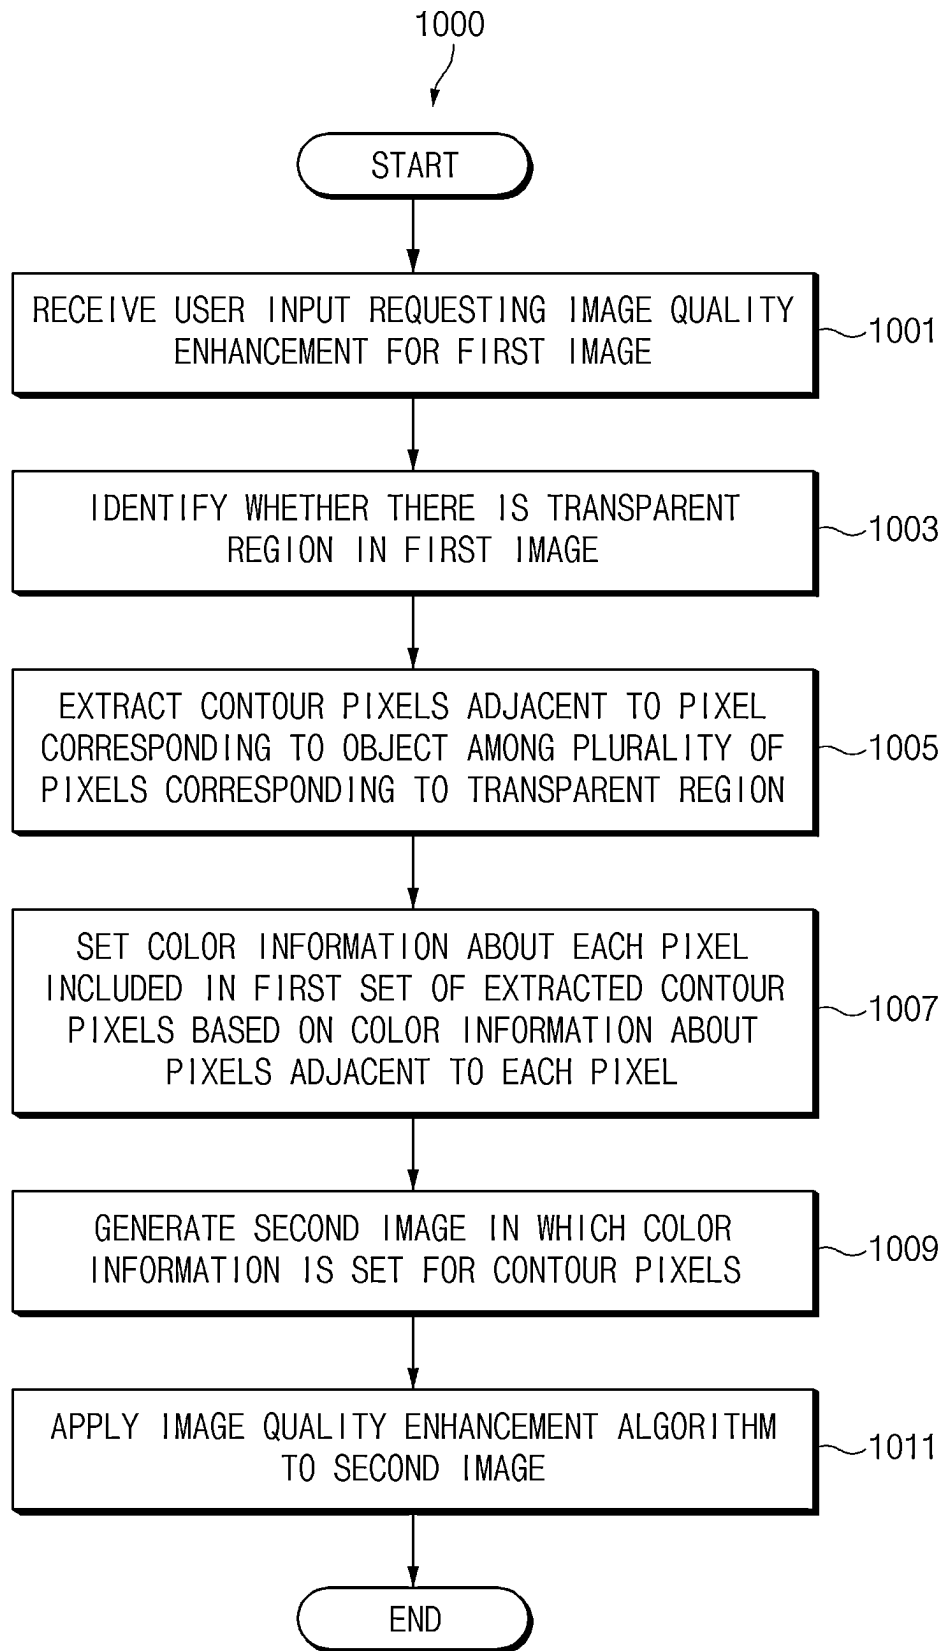 1000
START
RECEIVE USER INPUT REQUESTING IMAGE QUALITY
ENHANCEMENT FOR FIRST IMAGE
1001
IDENTIFY WHETHER THERE IS TRANSPARENT
REGION IN FIRST IMAGE
1003
EXTRACT CONTOUR PIXELS ADJACENT TO PIXEL
CORRESPONDING TO OBJECT AMONG PLURALITY OF
PIXELS CORRESPONDING TO TRANSPARENT REGION
1005
SET COLOR INFORMATION ABOUT EACH PIXEL
INCLUDED IN FIRST SET OF EXTRACTED CONTOUR
PIXELS BASED ON COLOR INFORMATION ABOUT
PIXELS ADJACENT TO EACH PIXEL
1007
GENERATE SECOND IMAGE IN WHICH COLOR
INFORMATION IS SET FOR CONTOUR PIXELS
1009
APPLY IMAGE QUALITY ENHANCEMENT ALGORITHM
TO SECOND IMAGE
1011
END